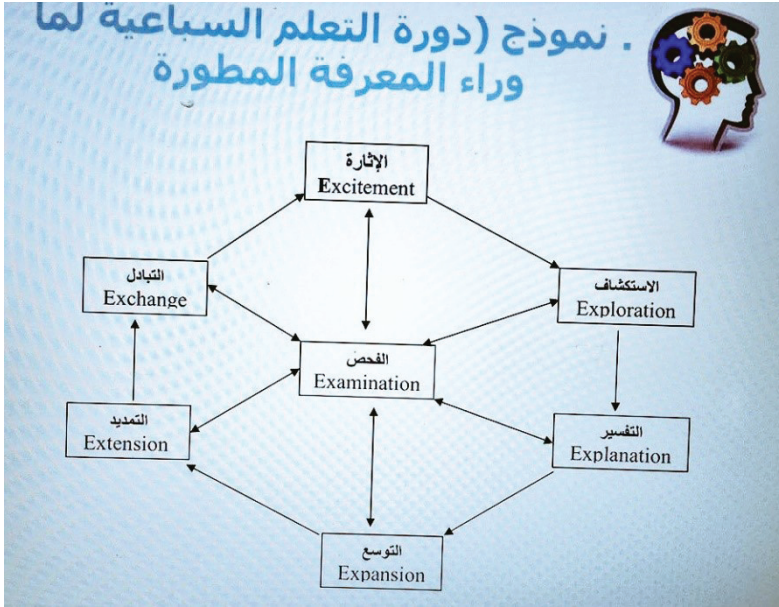 . نموذج (دورة التعلم السباعية لما
وراء المعرفة المطورة
الإثارة
Excitement
التبادل
Exchange
الاستكشاف
Exploration
الفحص
Examination
التمديد
Extension
التفسير
Explanation
التوسع
Expansion